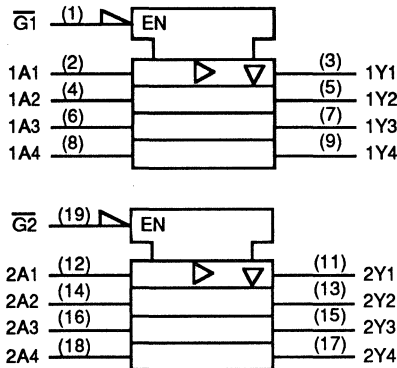 G1 (1) EN
1A1 (2) (3) 1Y1
1A2 (4) (5) 1Y2
1A3 (6) (7) 1Y3
1A4 (8) (9) 1Y4
G2 (19) EN
2A1 (12) (11) 2Y1
2A2 (14) (13) 2Y2
2A3 (16) (15) 2Y3
2A4 (18) (17) 2Y4